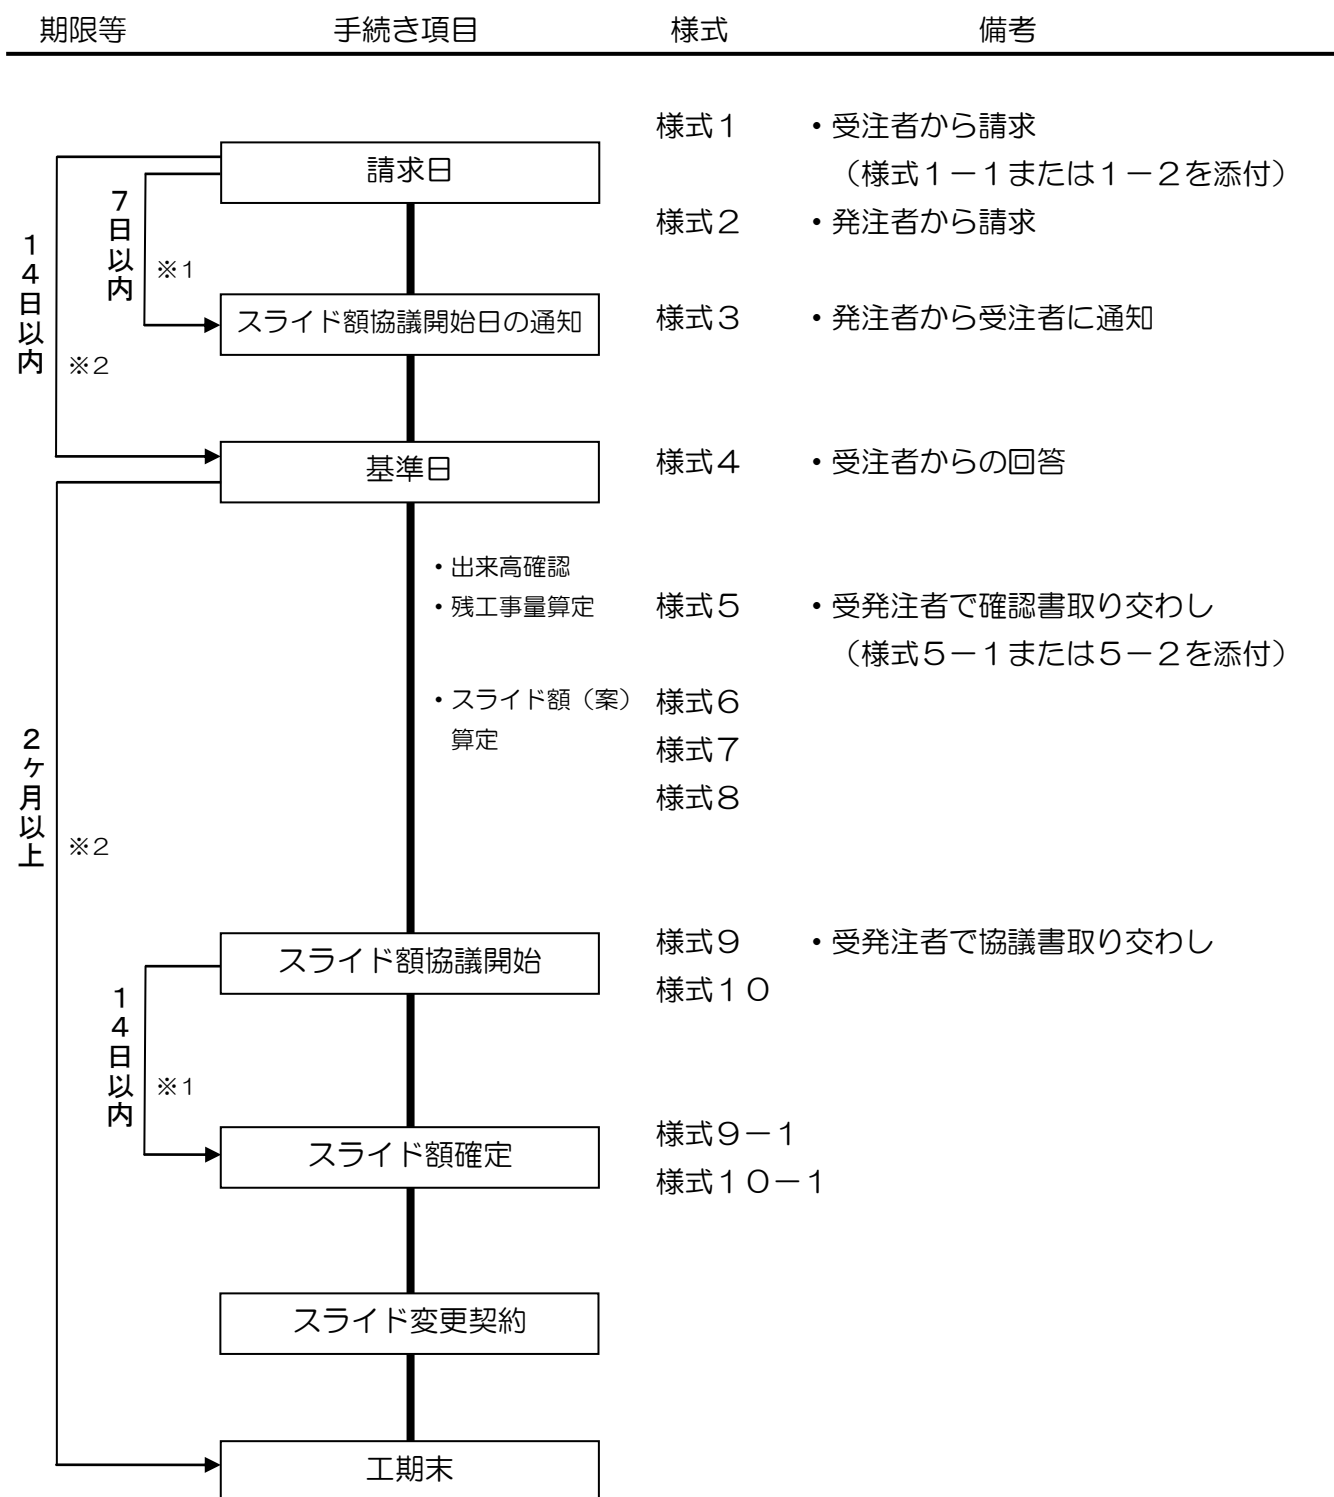 期限等　手続き項目　様式　備考
様式１　・受注者から請求
請求日
（様式１－１または１－２を添付）
7日以内
※1
様式２　・発注者から請求
14日以内
※2
スライド額協議開始日の通知　様式３　・発注者から受注者に通知
基準日　様式４　・受注者からの回答
・出来高確認
・残工事量算定　様式５　・受発注者で確認書取り交わし
（様式５－１または５－２を添付）
・スライド額（案）　様式６
算定　様式７
様式８
2ヶ月以上
※2
スライド額協議開始　様式９　・受発注者で協議書取り交わし
様式１０
14日以内
※1
スライド額確定　様式９－１
様式１０－１
スライド変更契約
工期末